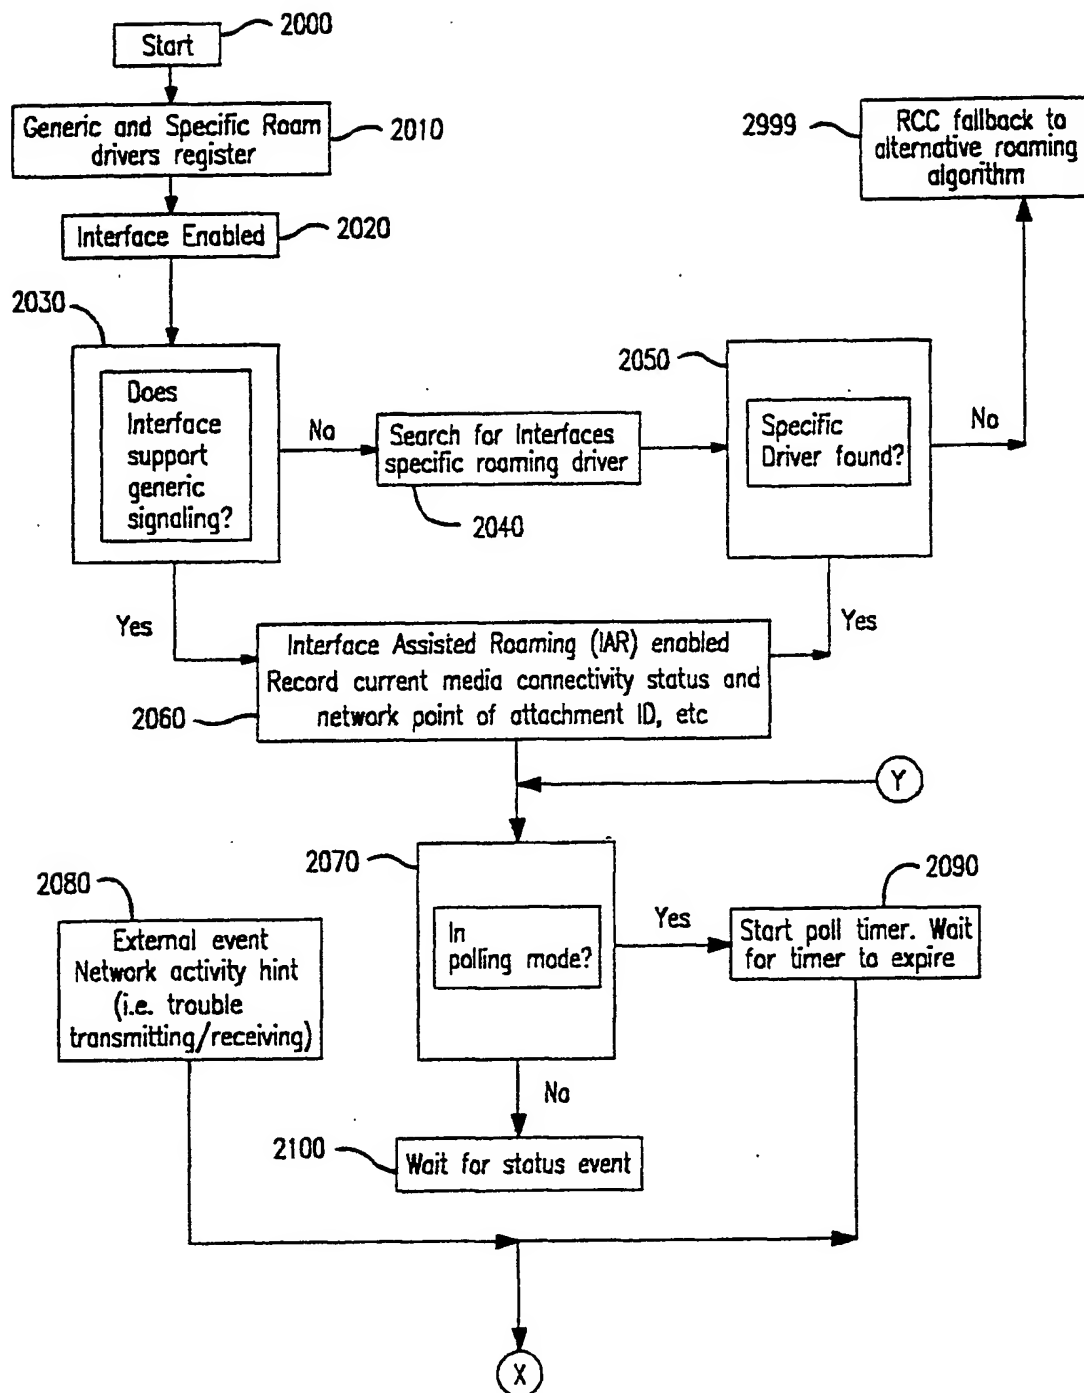 2000
Start
Generic and Specific Roam
drivers register
2010
2999
RCC fallback to
alternative roaming
algorithm
Interface Enabled
2020
2030
Does
Interface
support
generic
signaling?
No
Search for Interfaces
specific roaming driver
2040
2050
Specific
Driver found?
No
Yes
Yes
Interface Assisted Roaming (IAR) enabled
Record current media connectivity status and
network point of attachment ID, etc
2060
Y
2070
In
polling mode?
Yes
2090
Start poll timer. Wait
for timer to expire
2080
External event
Network activity hint
(i.e. trouble
transmitting/receiving)
No
2100
Wait for status event
X